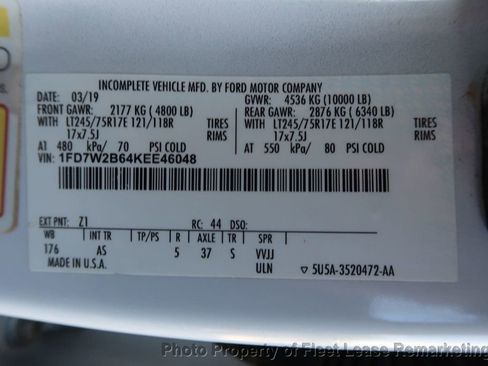 INCOMPLETE VEHICLE MFD. BY FORD MOTOR COMPANY
DATE: 03/19 GVWR: 4536 KG (10000 LB)
FRONT GAWR: 2177 KG (4800 LB) REAR GAWR: 2876 KG (6340 LB)
WITH LT245/75R17E 121/118R TIRES WITH LT245/75R17E 121/118R TIRES
17x7.5J RIMS 17x7.5J RIMS
AT 480 kPa/ 70 PSI COLD AT 550 kPa/ 80 PSI COLD
VIN: 1FD7W2B64KEE46048
EXT PNT: Z1 RC: 44 DSO:
WB INT TR TP/PS R AXLE TR SPR
176 AS 5 37 S VVJJ
MADE IN U.S.A. ULN ▽ 5U5A-3520472-AA
Photo Property of Fleet Lease Remarketing